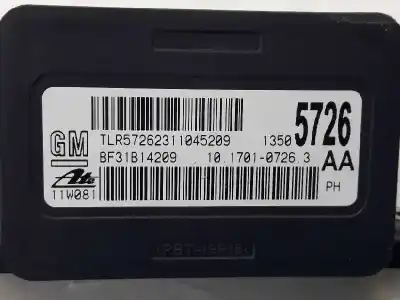 GM
TLR57262311045209
1350 5726
BF31B14209
10.1701-0726.3
AA
Ate
11W081
PH